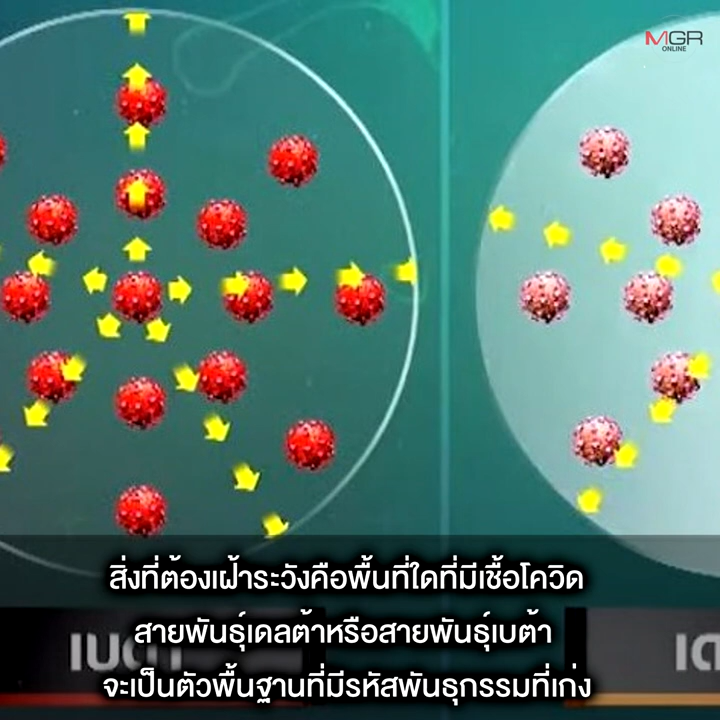 MGR
ONLINE
สิ่งที่ต้องเฝ้าระวังคือพื้นที่ใดที่มีเชื้อโควิด
สายพันธุ์เดลต้าหรือสายพันธุ์เบต้า
จะเป็นตัวพื้นฐานที่มีรหัสพันธุกรรมที่เก่ง